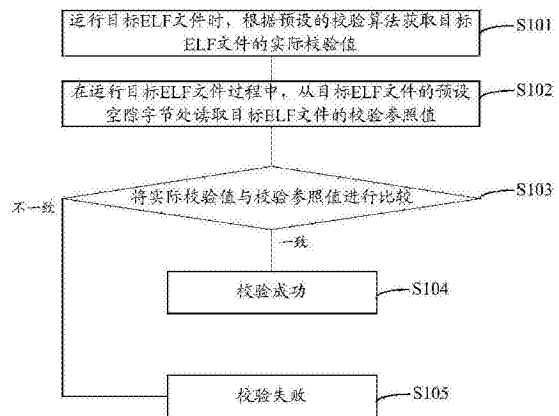 运行目标ELF文件时，根据预设的校验算法获取目标
ELF文件的实际校验值
S101
在运行目标ELF文件过程中，从目标ELF文件的预设
空隙字节处读取目标ELF文件的校验参照值
S102
将实际校验值与校验参照值进行比较
S103
不一致
一致
校验成功
S104
校验失败
S105